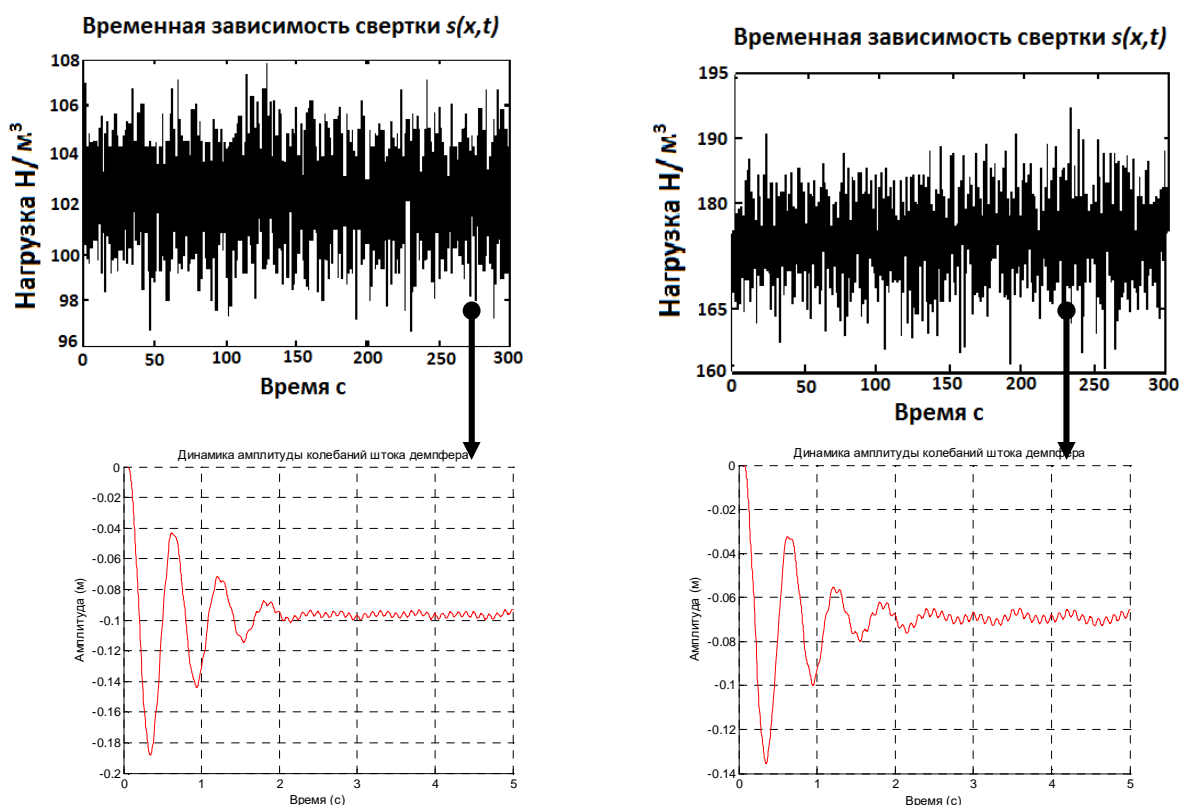 Временная зависимость свертки s(x,t)
Нагрузка Н/м³
108
106
104
102
100
98
96
0 50 100 150 200 250 300
Время с
Временная зависимость свертки s(x,t)
Нагрузка Н/м³
195
190
180
165
160
0 50 100 150 200 250 300
Время с
Динамика амплитуды колебаний штока демпфера
Амплитуда (м)
0
-0.02
-0.04
-0.06
-0.08
-0.1
-0.12
-0.14
-0.16
-0.18
-0.2
0 1 2 3 4 5
Время (с)
Динамика амплитуды колебаний штока демпфера
Амплитуда (м)
0
-0.02
-0.04
-0.06
-0.08
-0.1
-0.12
-0.14
0 1 2 3 4 5
Время (с)